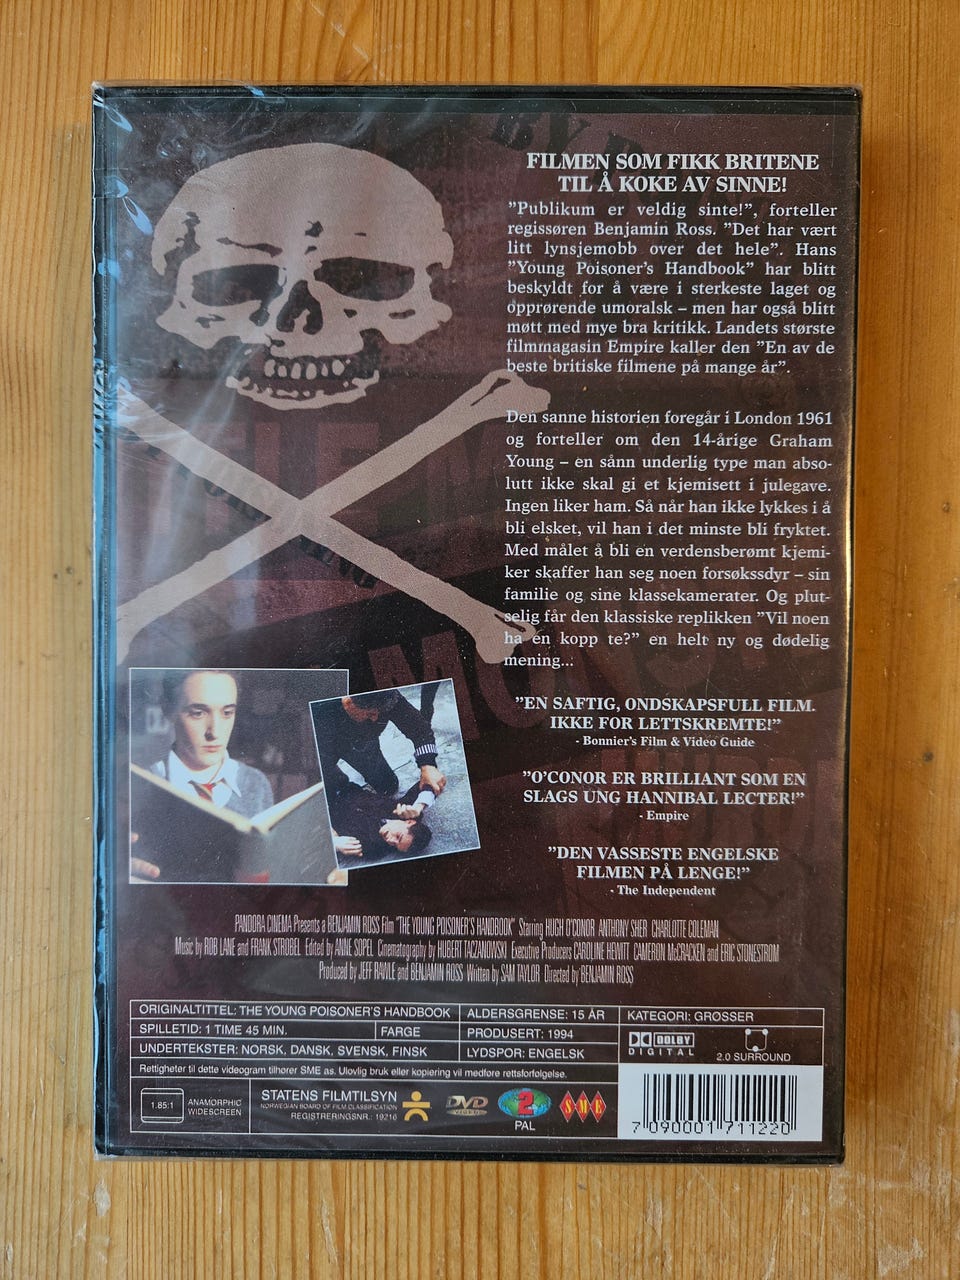 FILMEN SOM FIKK BRITENE
TIL Å KOKE AV SINNE!
”Publikum er veldig sinte!”, forteller
regissøren Benjamin Ross. ”Det har vært
litt lynsjemobb over det hele”. Hans
”Young Poisoner’s Handbook” har blitt
beskyldt for å være i sterkeste laget og
opprørende umoralsk – men har også blitt
møtt med mye bra kritikk. Landets største
filmmagasin Empire kaller den ”En av de
beste britiske filmene på mange år”.
Den sanne historien foregår i London 1961
og forteller om den 14-årige Graham
Young – en sånn underlig type man abso-
lutt ikke skal gi et kjemisett i julegave.
Ingen liker ham. Så når han ikke lykkes i å
bli elsket, vil han i det minste bli fryktet.
Med målet å bli en verdensberømt kjemi-
ker skaffer han seg noen forsøkssdyr – sin
familie og sine klassekamerater. Og plut-
selig får den klassiske replikken ”Vil noen
ha en kopp te?” en helt ny og dødelig
mening...
”EN SAFTIG, ONDSKAPSFULL FILM.
IKKE FOR LETTSKREMTE!”
- Bonnier’s Film & Video Guide
”O’CONOR ER BRILLIANT SOM EN
SLAGS UNG HANNIBAL LECTER!”
- Empire
”DEN VASSESTE ENGELSKE
FILMEN PÅ LENGE!”
- The Independent
PANDORA CINEMA Presents a BENJAMIN ROSS Film "THE YOUNG POISONER'S HANDBOOK" Starring HUGH O'CONOR ANTHONY SHER CHARLOTTE COLEMAN
Music by ROB LANE and FRANK STROBEL Edited by ANNE SOPEL Cinematography by HUBERT TACZANOWSKI Executive Producers CAROLINE HEWITT CAMERON McCRACKEN and ERIC STONESTROM
Produced by JEFF RAWLE and BENJAMIN ROSS Written by SAM TAYLOR Directed by BENJAMIN ROSS
ORIGINALTITTEL: THE YOUNG POISONER'S HANDBOOK
ALDERSGRENSE: 15 ÅR
KATEGORI: GRØSSER
SPILLETID: 1 TIME 45 MIN.
FARGE
PRODUSERT: 1994
UNDERTEKSTER: NORSK, DANSK, SVENSK, FINSK
LYDSPOR: ENGELSK
DOLBY
DIGITAL
2.0 SURROUND
Rettigheter til dette videogram tilhører SME as. Ulovlig bruk eller kopiering vil medføre rettsforfølgelse.
1.85:1
ANAMORPHIC
WIDESCREEN
STATENS FILMTILSYN
NORWEGIAN BOARD OF FILM CLASSIFICATION
REGISTRERINGSNR.: 19216
DVD
VIDEO
2
PAL
SME
7 090001 711220